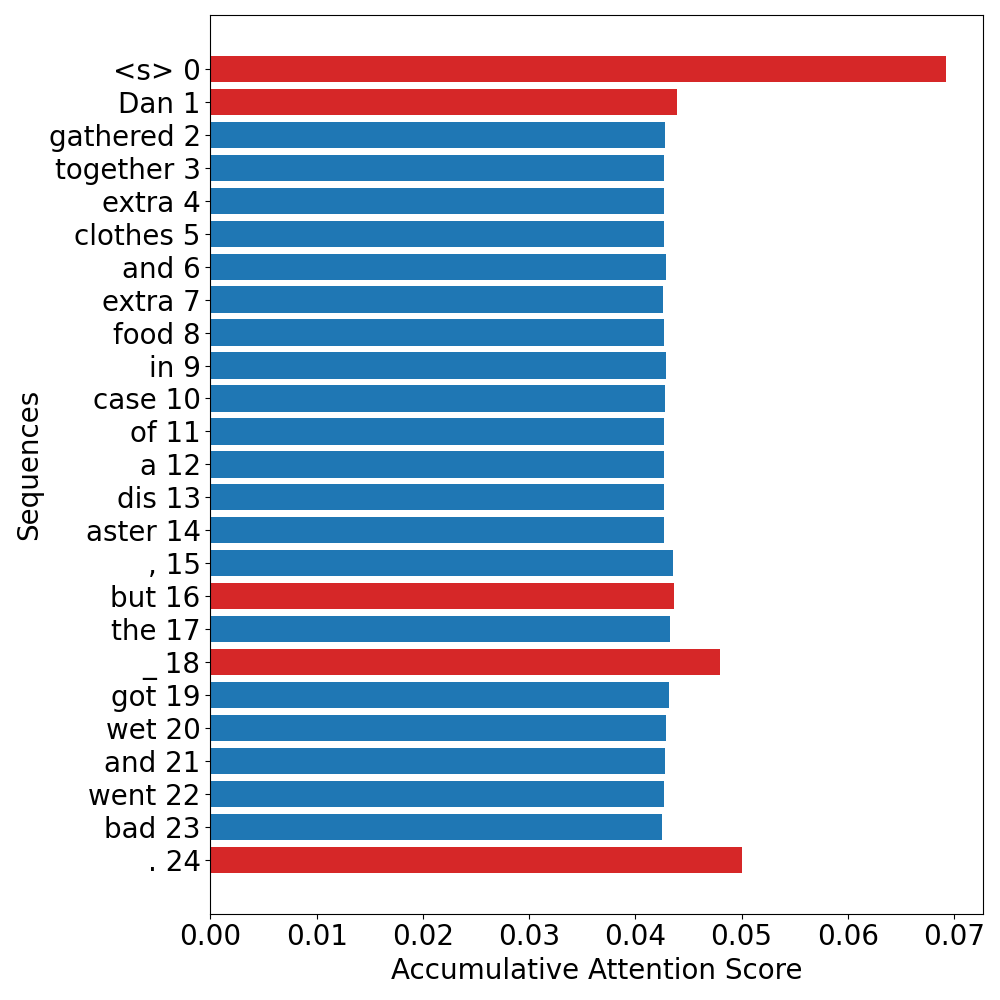 <s> 0
Dan 1
gathered 2
together 3
extra 4
clothes 5
and 6
extra 7
food 8
in 9
case 10
of 11
a 12
dis 13
aster 14
, 15
but 16
the 17
_ 18
got 19
wet 20
and 21
went 22
bad 23
. 24
Sequences
0.00 0.01 0.02 0.03 0.04 0.05 0.06 0.07
Accumulative Attention Score